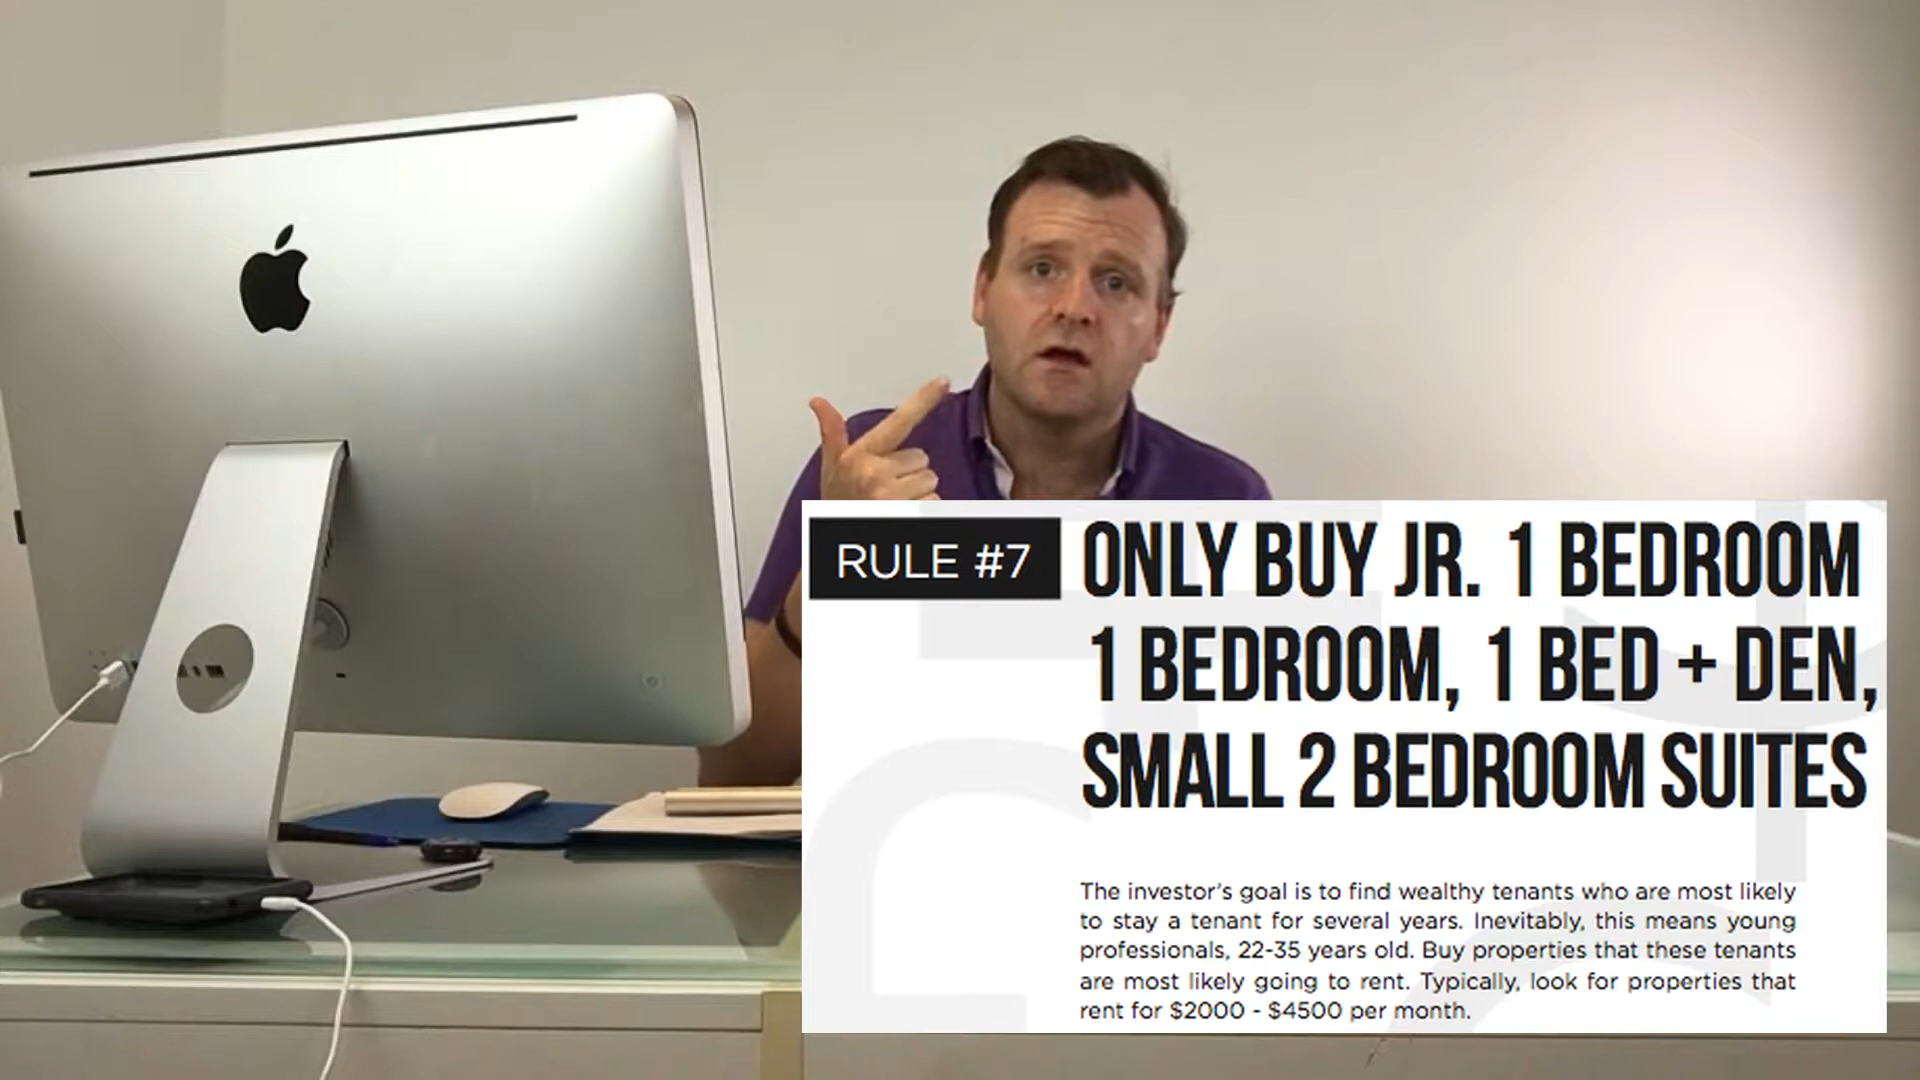 RULE #7
ONLY BUY JR. 1 BEDROOM
1 BEDROOM, 1 BED + DEN,
SMALL 2 BEDROOM SUITES
The investor's goal is to find wealthy tenants who are most likely
to stay a tenant for several years. Inevitably, this means young
professionals, 22-35 years old. Buy properties that these tenants
are most likely going to rent. Typically, look for properties that
rent for $2000 - $4500 per month.